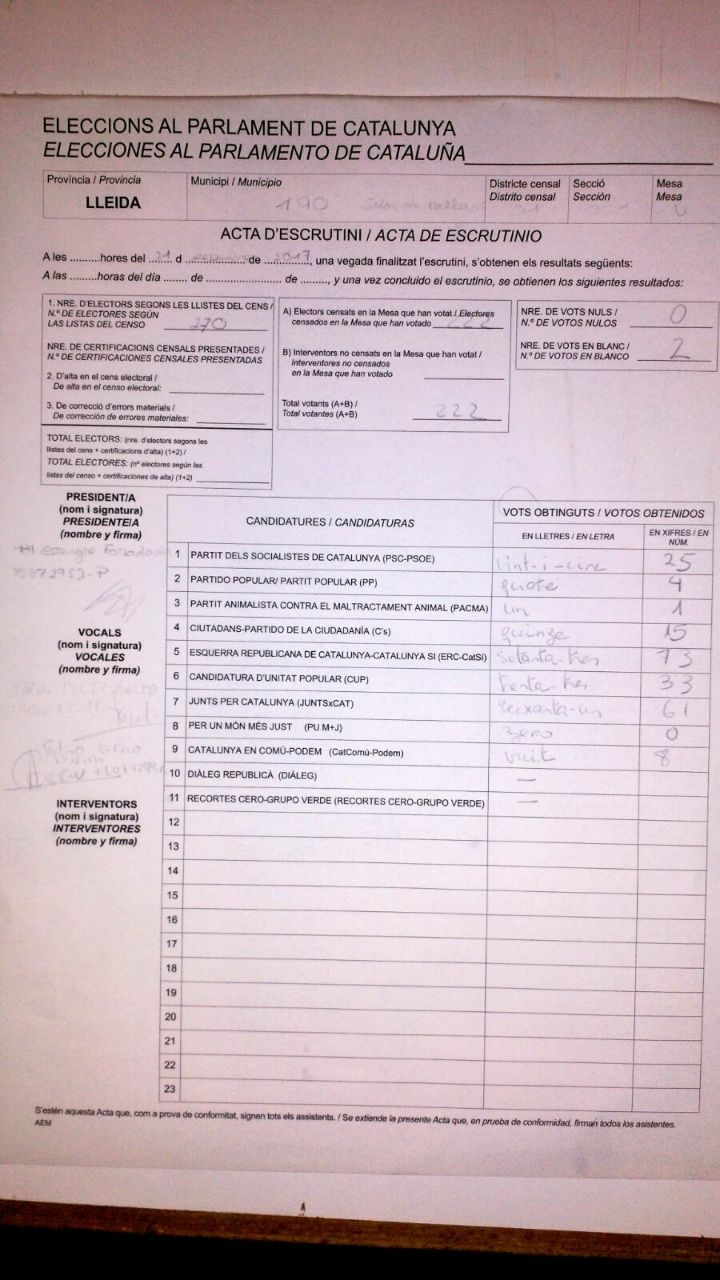 ELECCIONS AL PARLAMENT DE CATALUNYA
ELECCIONES AL PARLAMENTO DE CATALUÑA
Província / Provincia
LLEIDA
Municipi / Municipio
190
Districte censal
Distrito censal
Secció
Sección
Mesa
Mesa
ACTA D'ESCRUTINI / ACTA DE ESCRUTINIO
A les .........hores del 21 d ................ de 2017, una vegada finalitzat l'escrutini, s'obtenen els resultats següents:
A las .........horas del día ....... de ....................... de ........, y una vez concluido el escrutinio, se obtienen los siguientes resultados:
1. NRE. D'ELECTORS SEGONS LES LLISTES DEL CENS /
N.º DE ELECTORES SEGÚN
LAS LISTAS DEL CENSO 270
NRE. DE CERTIFICACIONS CENSALS PRESENTADES /
N.º DE CERTIFICACIONES CENSALES PRESENTADAS
2. D'alta en el cens electoral /
De alta en el censo electoral:
3. De correcció d'errors materials /
De corrección de errores materiales:
TOTAL ELECTORS: (nre. d'electors segons les
llistes del cens + certificacions d'alta) (1+2) /
TOTAL ELECTORES: (nº electores según las
listas del censo + certificaciones de alta) (1+2)
A) Electors censats en la Mesa que han votat / Electores
censados en la Mesa que han votado 222
B) Interventors no censats en la Mesa que han votat /
Interventores no censados
en la Mesa que han votado
Total votants (A+B) /
Total votantes (A+B) 222
NRE. DE VOTS NULS /
N.º DE VOTOS NULOS 0
NRE. DE VOTS EN BLANC /
N.º DE VOTOS EN BLANCO 2
PRESIDENT/A
(nom i signatura)
PRESIDENTE/A
(nombre y firma)
VOCALS
(nom i signatura)
VOCALES
(nombre y firma)
INTERVENTORS
(nom i signatura)
INTERVENTORES
(nombre y firma)
CANDIDATURES / CANDIDATURAS
VOTS OBTINGUTS / VOTOS OBTENIDOS
EN LLETRES / EN LETRA
EN XIFRES / EN NÚM.
1 PARTIT DELS SOCIALISTES DE CATALUNYA (PSC-PSOE) vint-i-cinc 25
2 PARTIDO POPULAR/ PARTIT POPULAR (PP) quatre 4
3 PARTIT ANIMALISTA CONTRA EL MALTRACTAMENT ANIMAL (PACMA) un 1
4 CIUTADANS-PARTIDO DE LA CIUDADANÍA (C's) quinze 15
5 ESQUERRA REPUBLICANA DE CATALUNYA-CATALUNYA SI (ERC-CatSí) setanta-tres 73
6 CANDIDATURA D'UNITAT POPULAR (CUP) trenta-tres 33
7 JUNTS PER CATALUNYA (JUNTSxCAT) seixanta-un 61
8 PER UN MÓN MÉS JUST (PU M+J) zero 0
9 CATALUNYA EN COMÚ-PODEM (CatComú-Podem) vuit 8
10 DIÀLEG REPUBLICÀ (DIÀLEG) —
11 RECORTES CERO-GRUPO VERDE (RECORTES CERO-GRUPO VERDE) —
12
13
14
15
16
17
18
19
20
21
22
23
S'estén aquesta Acta que, com a prova de conformitat, signen tots els assistents. / Se extiende la presente Acta que, en prueba de conformidad, firman todos los asistentes.
AEM